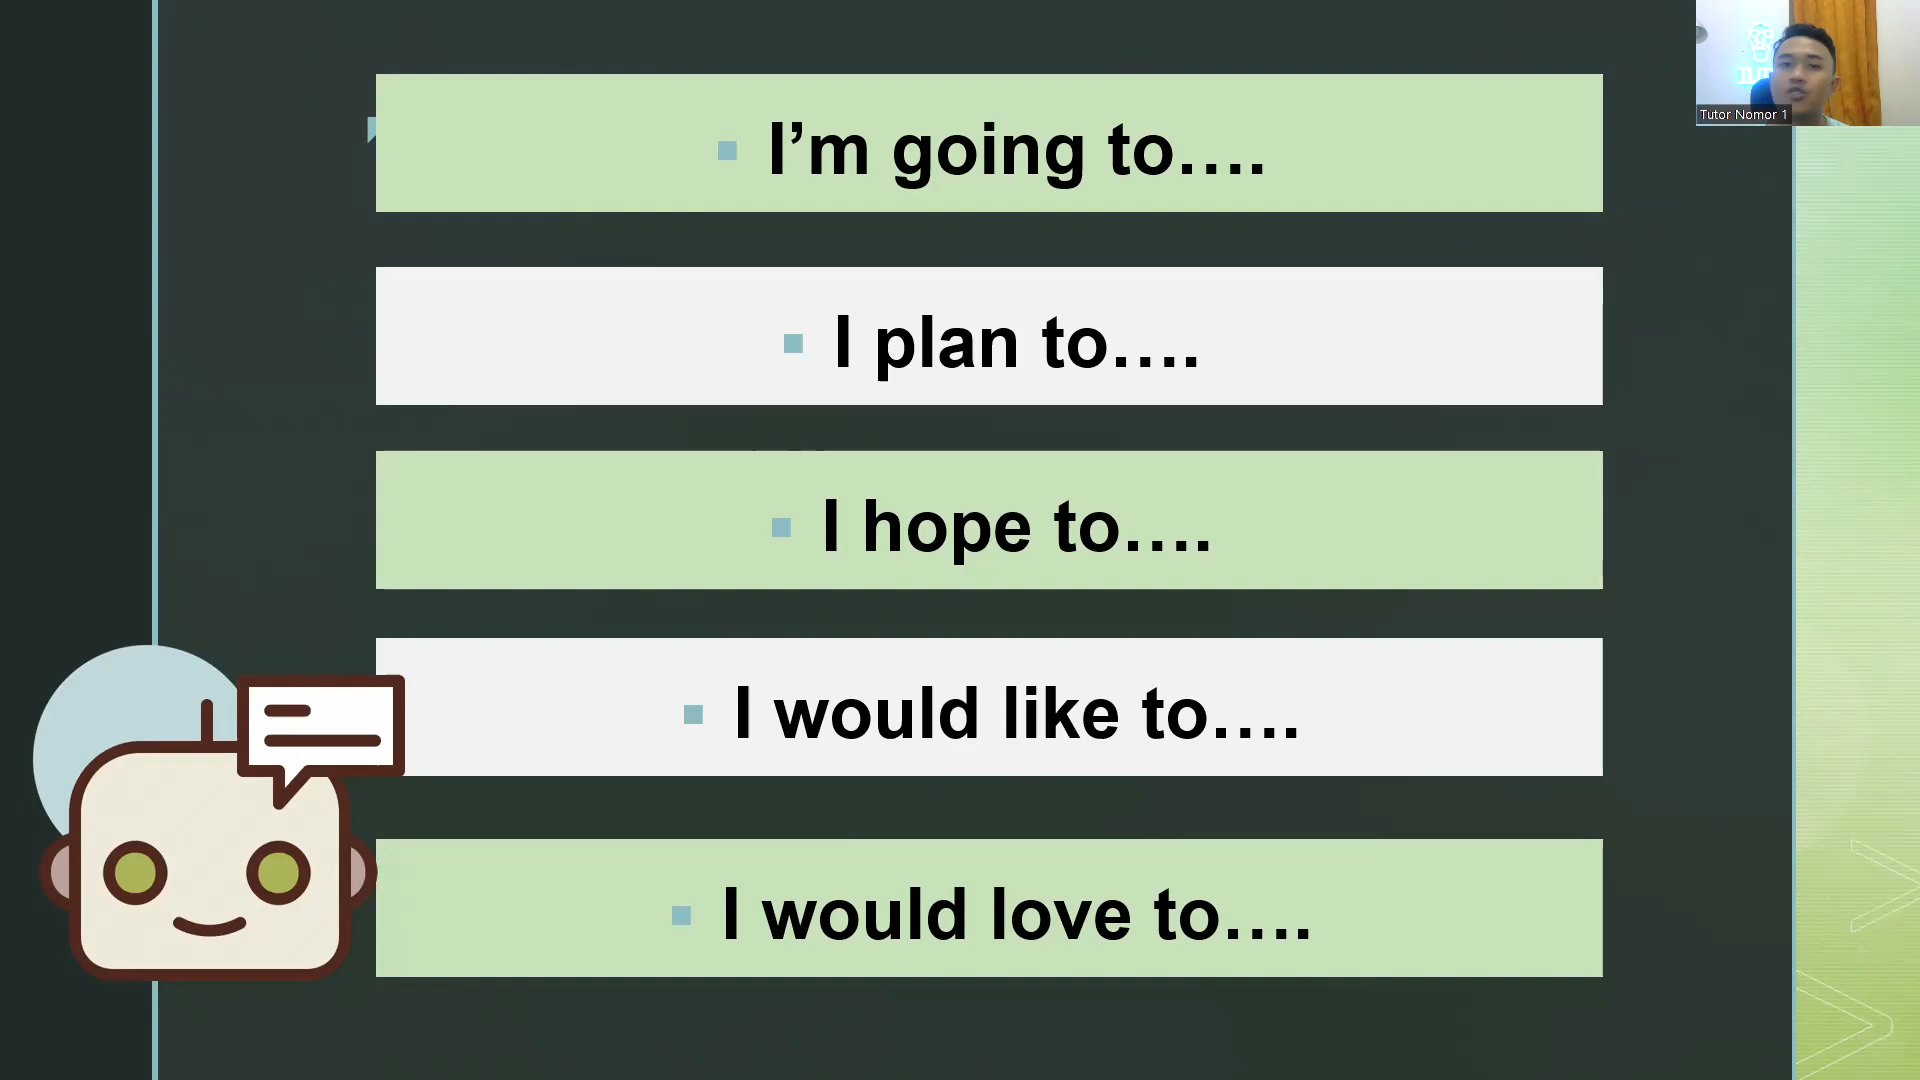 I’m going to….
I plan to….
I hope to….
I would like to….
I would love to….
Tutor Nomor 1